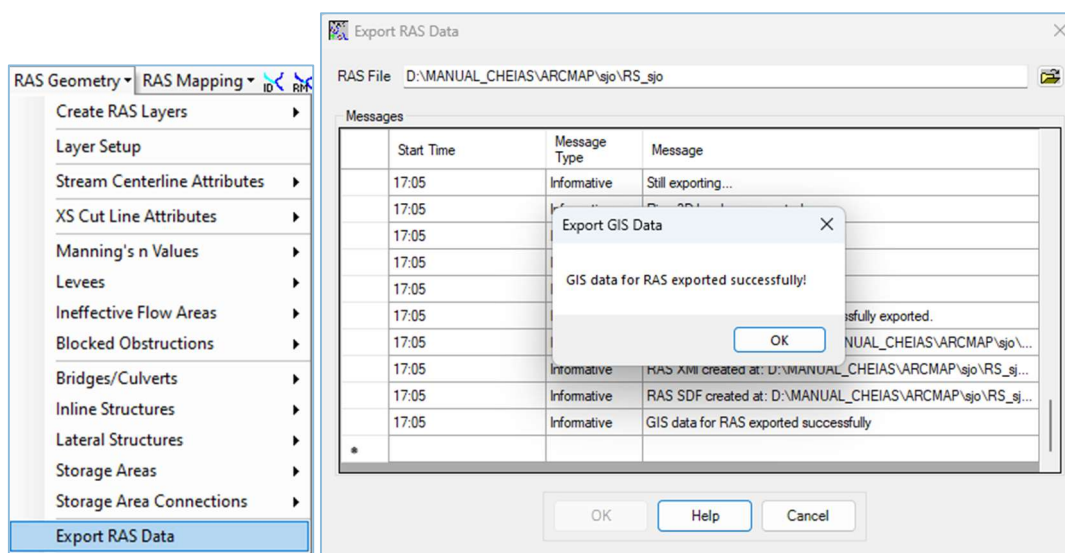 RAS Geometry RAS Mapping ID RM
Create RAS Layers
Layer Setup
Stream Centerline Attributes
XS Cut Line Attributes
Manning's n Values
Levees
Ineffective Flow Areas
Blocked Obstructions
Bridges/Culverts
Inline Structures
Lateral Structures
Storage Areas
Storage Area Connections
Export RAS Data
Export RAS Data
RAS File D:\MANUAL_CHEIAS\ARCMAP\sjo\RS_sjo
Messages
Start Time Message Type Message
17:05 Informative Still exporting...
17:05
17:05
17:05
17:05
17:05 ssfully exported.
17:05 NUAL_CHEIAS\ARCMAP\sjo\...
17:05 Informative RAS XMl created at: D:\MANUAL_CHEIAS\ARCMAP\sjo\RS_sj...
17:05 Informative RAS SDF created at: D:\MANUAL_CHEIAS\ARCMAP\sjo\RS_sj...
17:05 Informative GIS data for RAS exported successfully
*
Export GIS Data
GIS data for RAS exported successfully!
OK
OK Help Cancel